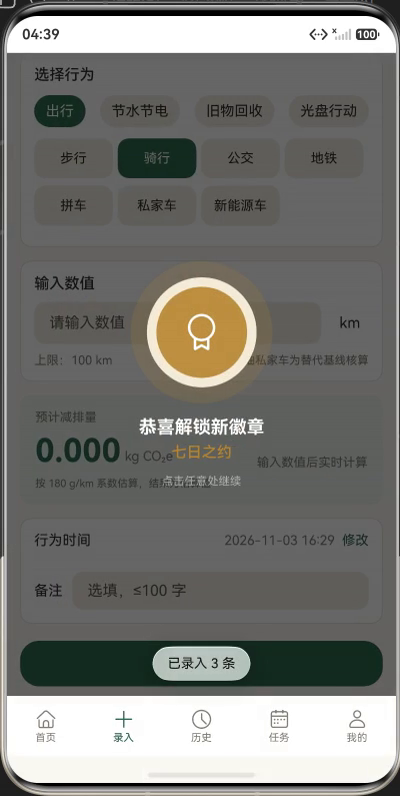 04:39
100
选择行为
出行 节水节电 旧物回收 光盘行动
步行 骑行 公交 地铁
拼车 私家车 新能源车
输入数值
请输入数值 km
上限：100 km 私家车为替代基线核算
恭喜解锁新徽章
七日之约
点击任意处继续
预计减排量
0.000 kg CO₂e 输入数值后实时计算
按 180 g/km 系数估算，
行为时间 2026-11-03 16:29 修改
备注 选填，≤100 字
已录入 3 条
首页 录入 历史 任务 我的